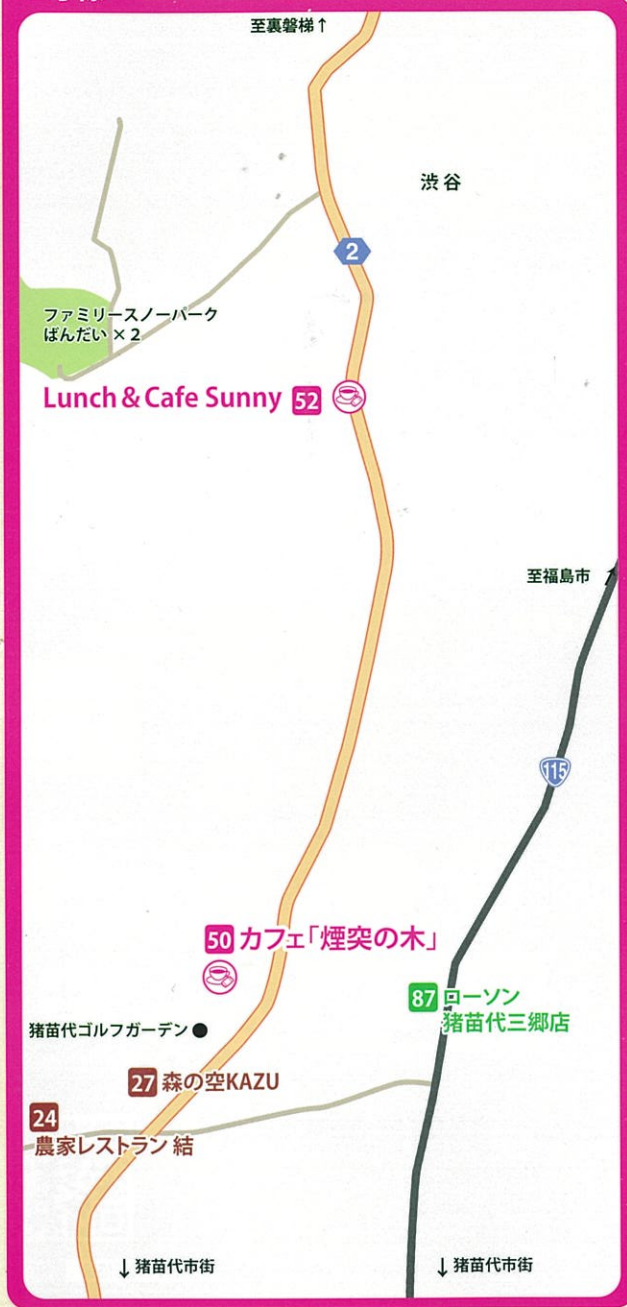 至裏磐梯↑
渋谷
2
ファミリースノーパーク
ばんだい×2
Lunch & Cafe Sunny 52
至福島市↗
115
50 カフェ「煙突の木」
87 ローソン
猪苗代三郷店
猪苗代ゴルフガーデン●
27 森の空KAZU
24
農家レストラン 結
↓猪苗代市街
↓猪苗代市街